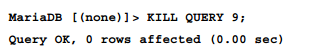 MariaDB [(none)]> KILL QUERY 9;
Query OK, 0 rows affected (0.00 sec)